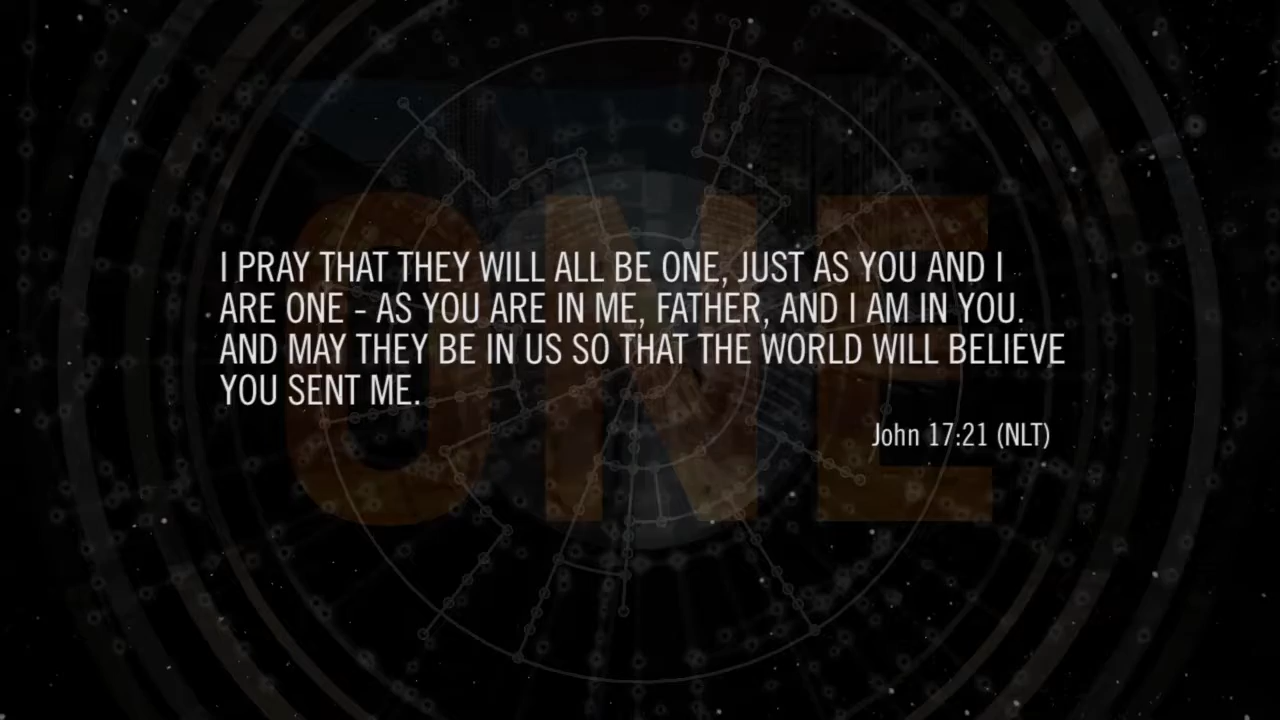 ONE
I PRAY THAT THEY WILL ALL BE ONE, JUST AS YOU AND I
ARE ONE - AS YOU ARE IN ME, FATHER, AND I AM IN YOU.
AND MAY THEY BE IN US SO THAT THE WORLD WILL BELIEVE
YOU SENT ME.
John 17:21 (NLT)